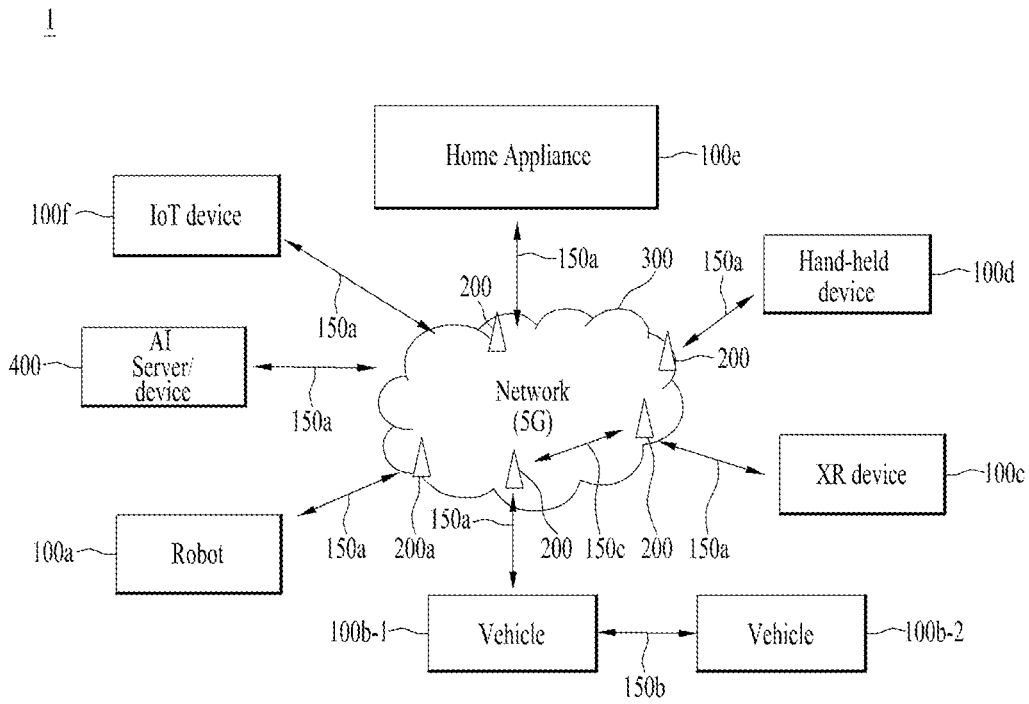 1
Home Appliance
100e
100f
IoT device
150a
300
150a
Hand-held
device
100d
200
150a
AI
Server/
device
400
150a
200
Network
(5G)
XR device
100c
150a
100a
Robot
150a
200a
200
150c
200
150a
100b-1
Vehicle
Vehicle
100b-2
150b